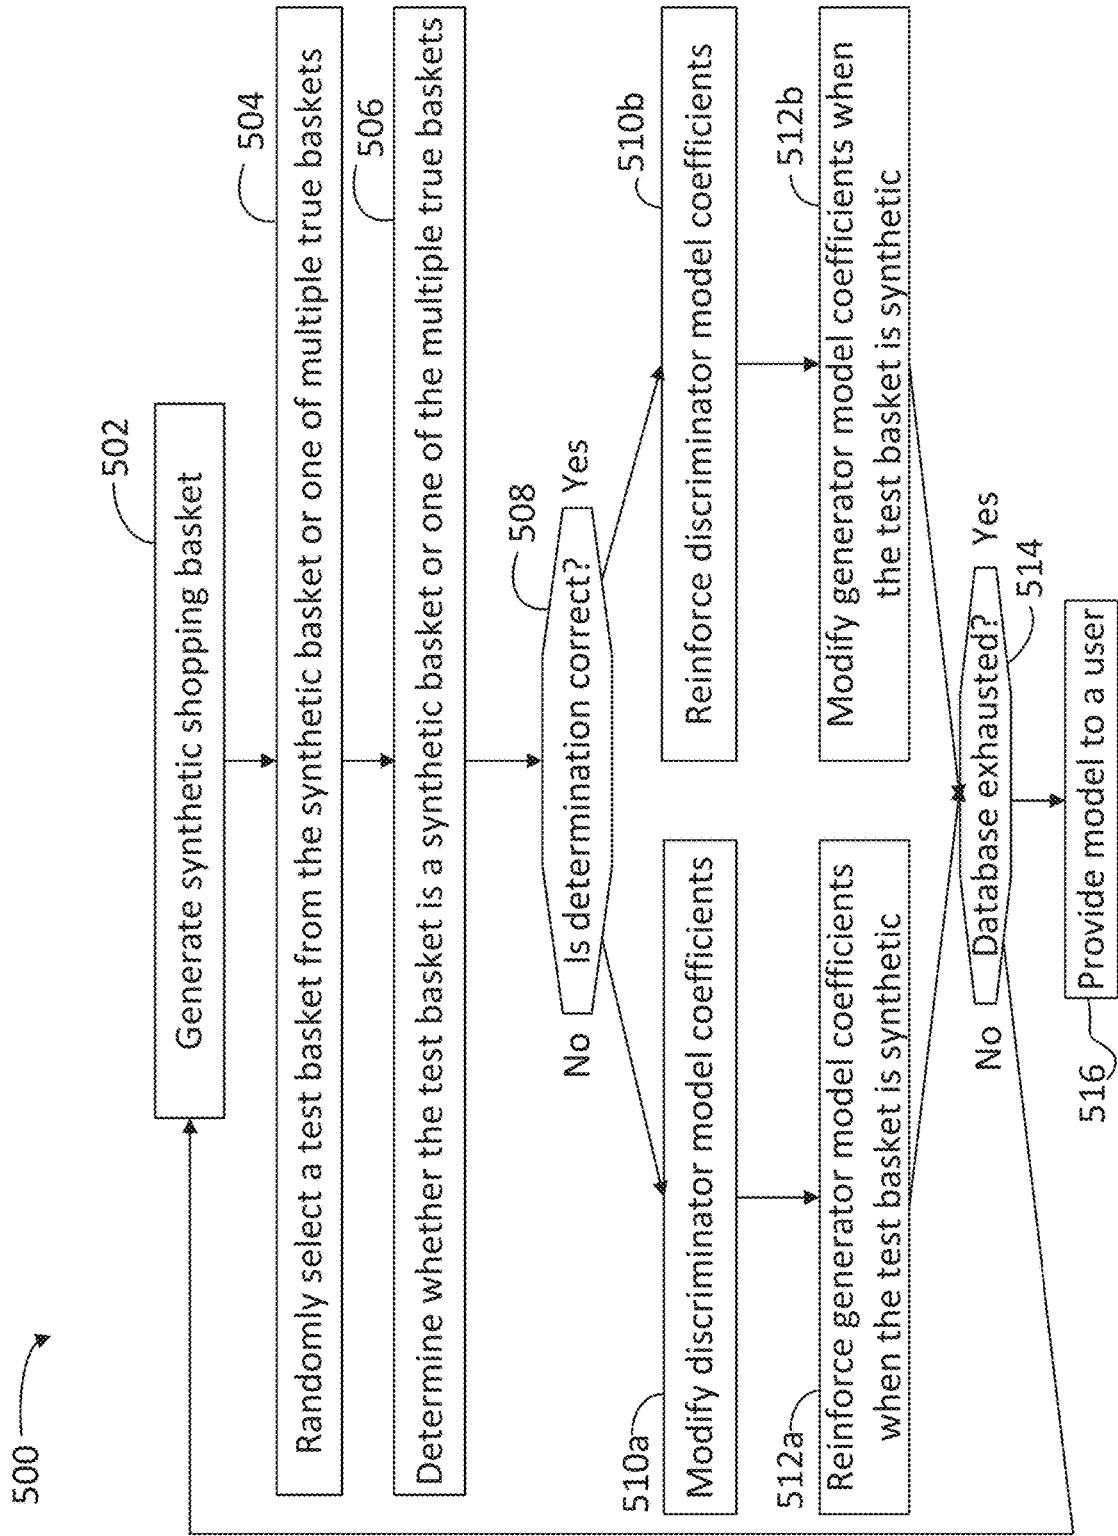 500
502
Generate synthetic shopping basket
504
Randomly select a test basket from the synthetic basket or one of multiple true baskets
506
Determine whether the test basket is a synthetic basket or one of the multiple true baskets
508
No
Is determination correct?
Yes
510a
Modify discriminator model coefficients
510b
Reinforce discriminator model coefficients
512a
Reinforce generator model coefficients
when the test basket is synthetic
512b
Modify generator model coefficients when
the test basket is synthetic
No
Database exhausted?
Yes
514
516
Provide model to a user